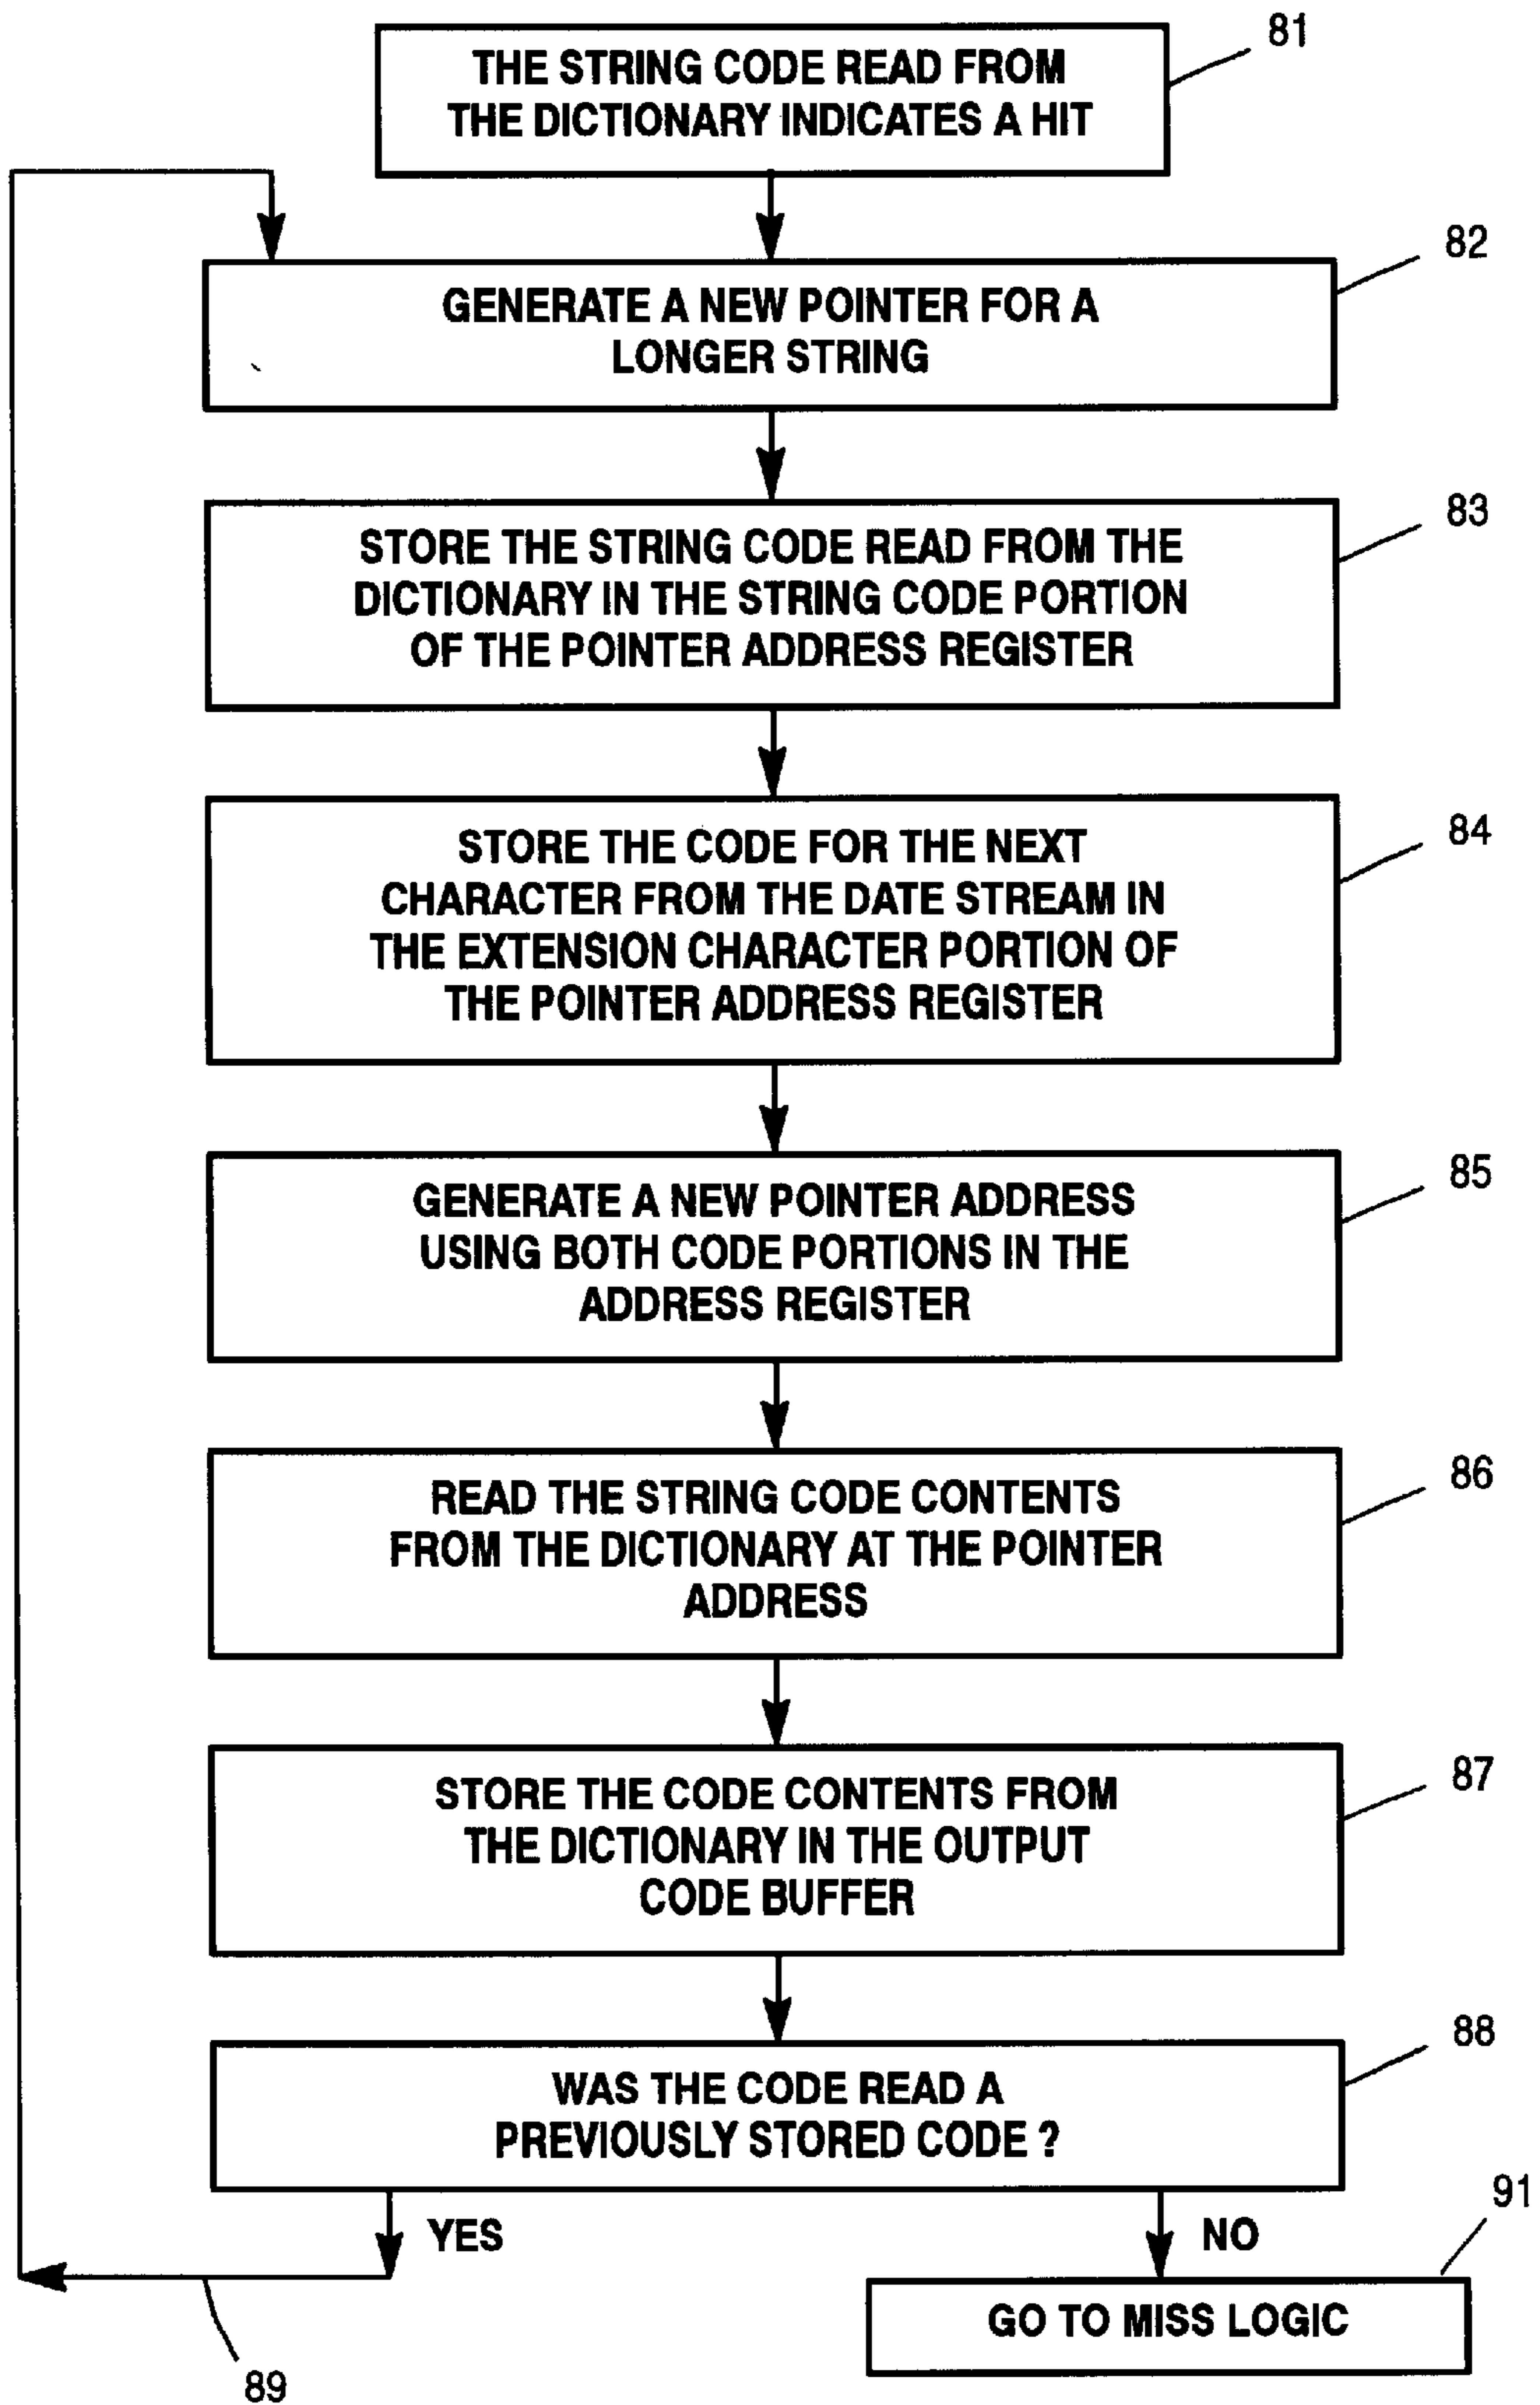 81
THE STRING CODE READ FROM
THE DICTIONARY INDICATES A HIT
82
GENERATE A NEW POINTER FOR A
LONGER STRING
83
STORE THE STRING CODE READ FROM THE
DICTIONARY IN THE STRING CODE PORTION
OF THE POINTER ADDRESS REGISTER
84
STORE THE CODE FOR THE NEXT
CHARACTER FROM THE DATE STREAM IN
THE EXTENSION CHARACTER PORTION OF
THE POINTER ADDRESS REGISTER
85
GENERATE A NEW POINTER ADDRESS
USING BOTH CODE PORTIONS IN THE
ADDRESS REGISTER
86
READ THE STRING CODE CONTENTS
FROM THE DICTIONARY AT THE POINTER
ADDRESS
87
STORE THE CODE CONTENTS FROM
THE DICTIONARY IN THE OUTPUT
CODE BUFFER
88
WAS THE CODE READ A
PREVIOUSLY STORED CODE ?
91
YES
NO
GO TO MISS LOGIC
89